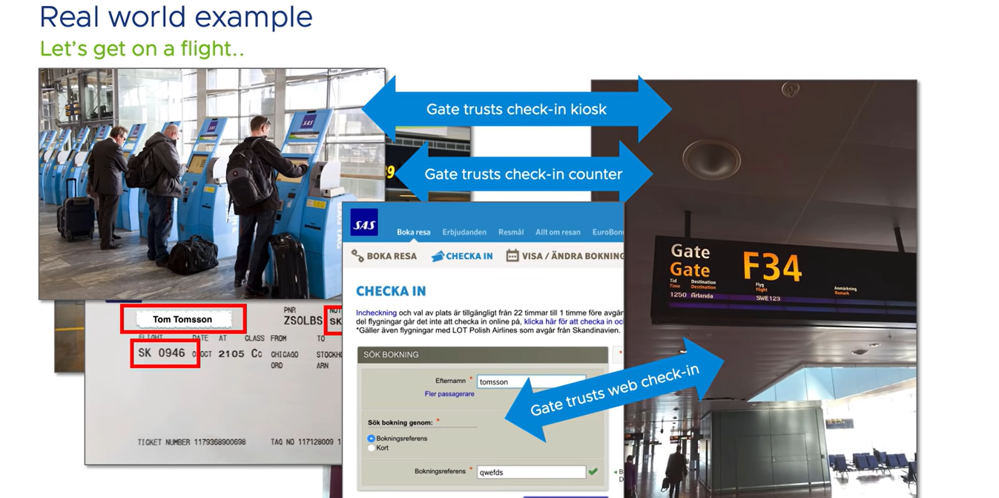 Real world example
Let's get on a flight..
Gate trusts check-in kiosk
Gate trusts check-in counter
SAS
SAS
9
SAS
Boka resa Erbjudanden Resmål Allt om resan EuroBon
BOKA RESA CHECKA IN VISA / ÄNDRA BOKNING
CHECKA IN
Incheckning och val av plats är tillgängligt från 22 timmar till 1 timme före avgår
del flygningar går det inte att checka in online på, klicka här för att checka in oc
*Gäller även flygningar med LOT Polish Airlines som avgår från Skandinavien.
SÖK BOKNING
Efternamn * tomsson
Fler passagerare
Sök bokning genom: *
Bokningsreferens
Kort
Bokningsreferens * qwefds
Gate trusts web check-in
Tom Tomsson
PNR
ZSOLBS SK
FLIGHT DATE AT CLASS FROM TO
SK 0946 OCT 2105 Cc CHICAGO STOCKH
ORD ARN
TICKET NUMBER 1179368900698 TAG NO 117128009 1
Gate
Gate
F34
Tid Destination Flyg Anmärkning
Time Destination Flight Remark
1250 Arlanda SWE123